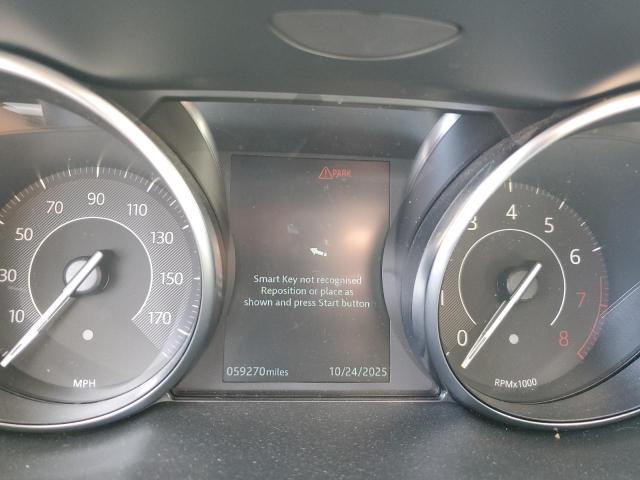 PARK
Smart Key not recognised
Reposition or place as
shown and press Start button
059270miles 10/24/2025
10 30 50 70 90 110 130 150 170
MPH
0 1 3 4 5 6 7 8
RPMx1000